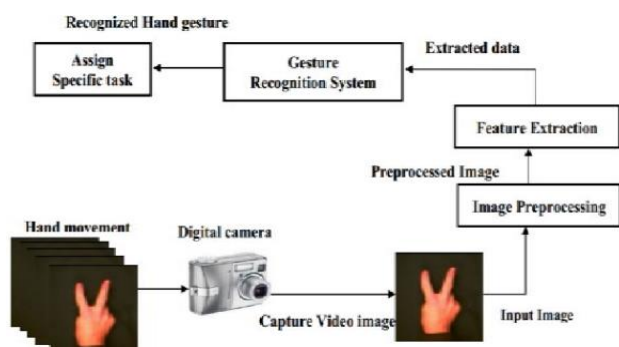 Recognized Hand gesture
Assign
Specific task
Gesture
Recognition System
Extracted data
Feature Extraction
Preprocessed Image
Image Preprocessing
Hand movement
Digital camera
Capture Video image
Input Image